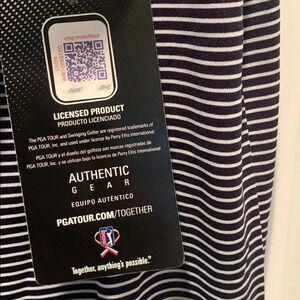 LICENSED PRODUCT
PRODUCTO LICENCIADO
The PGA TOUR and Swinging Golfer are registered trademarks of
PGA TOUR, Inc. and used under license by Perry Ellis International.
PGA TOUR y el diseño del golfista son marcas registradas de
PGA TOUR, Inc. y se utilizan bajo la licencia de Perry Ellis International.
AUTHENTIC
GEAR
EQUIPO AUTÉNTICO
PGATOUR.COM/TOGETHER
Together, anything's possible.®